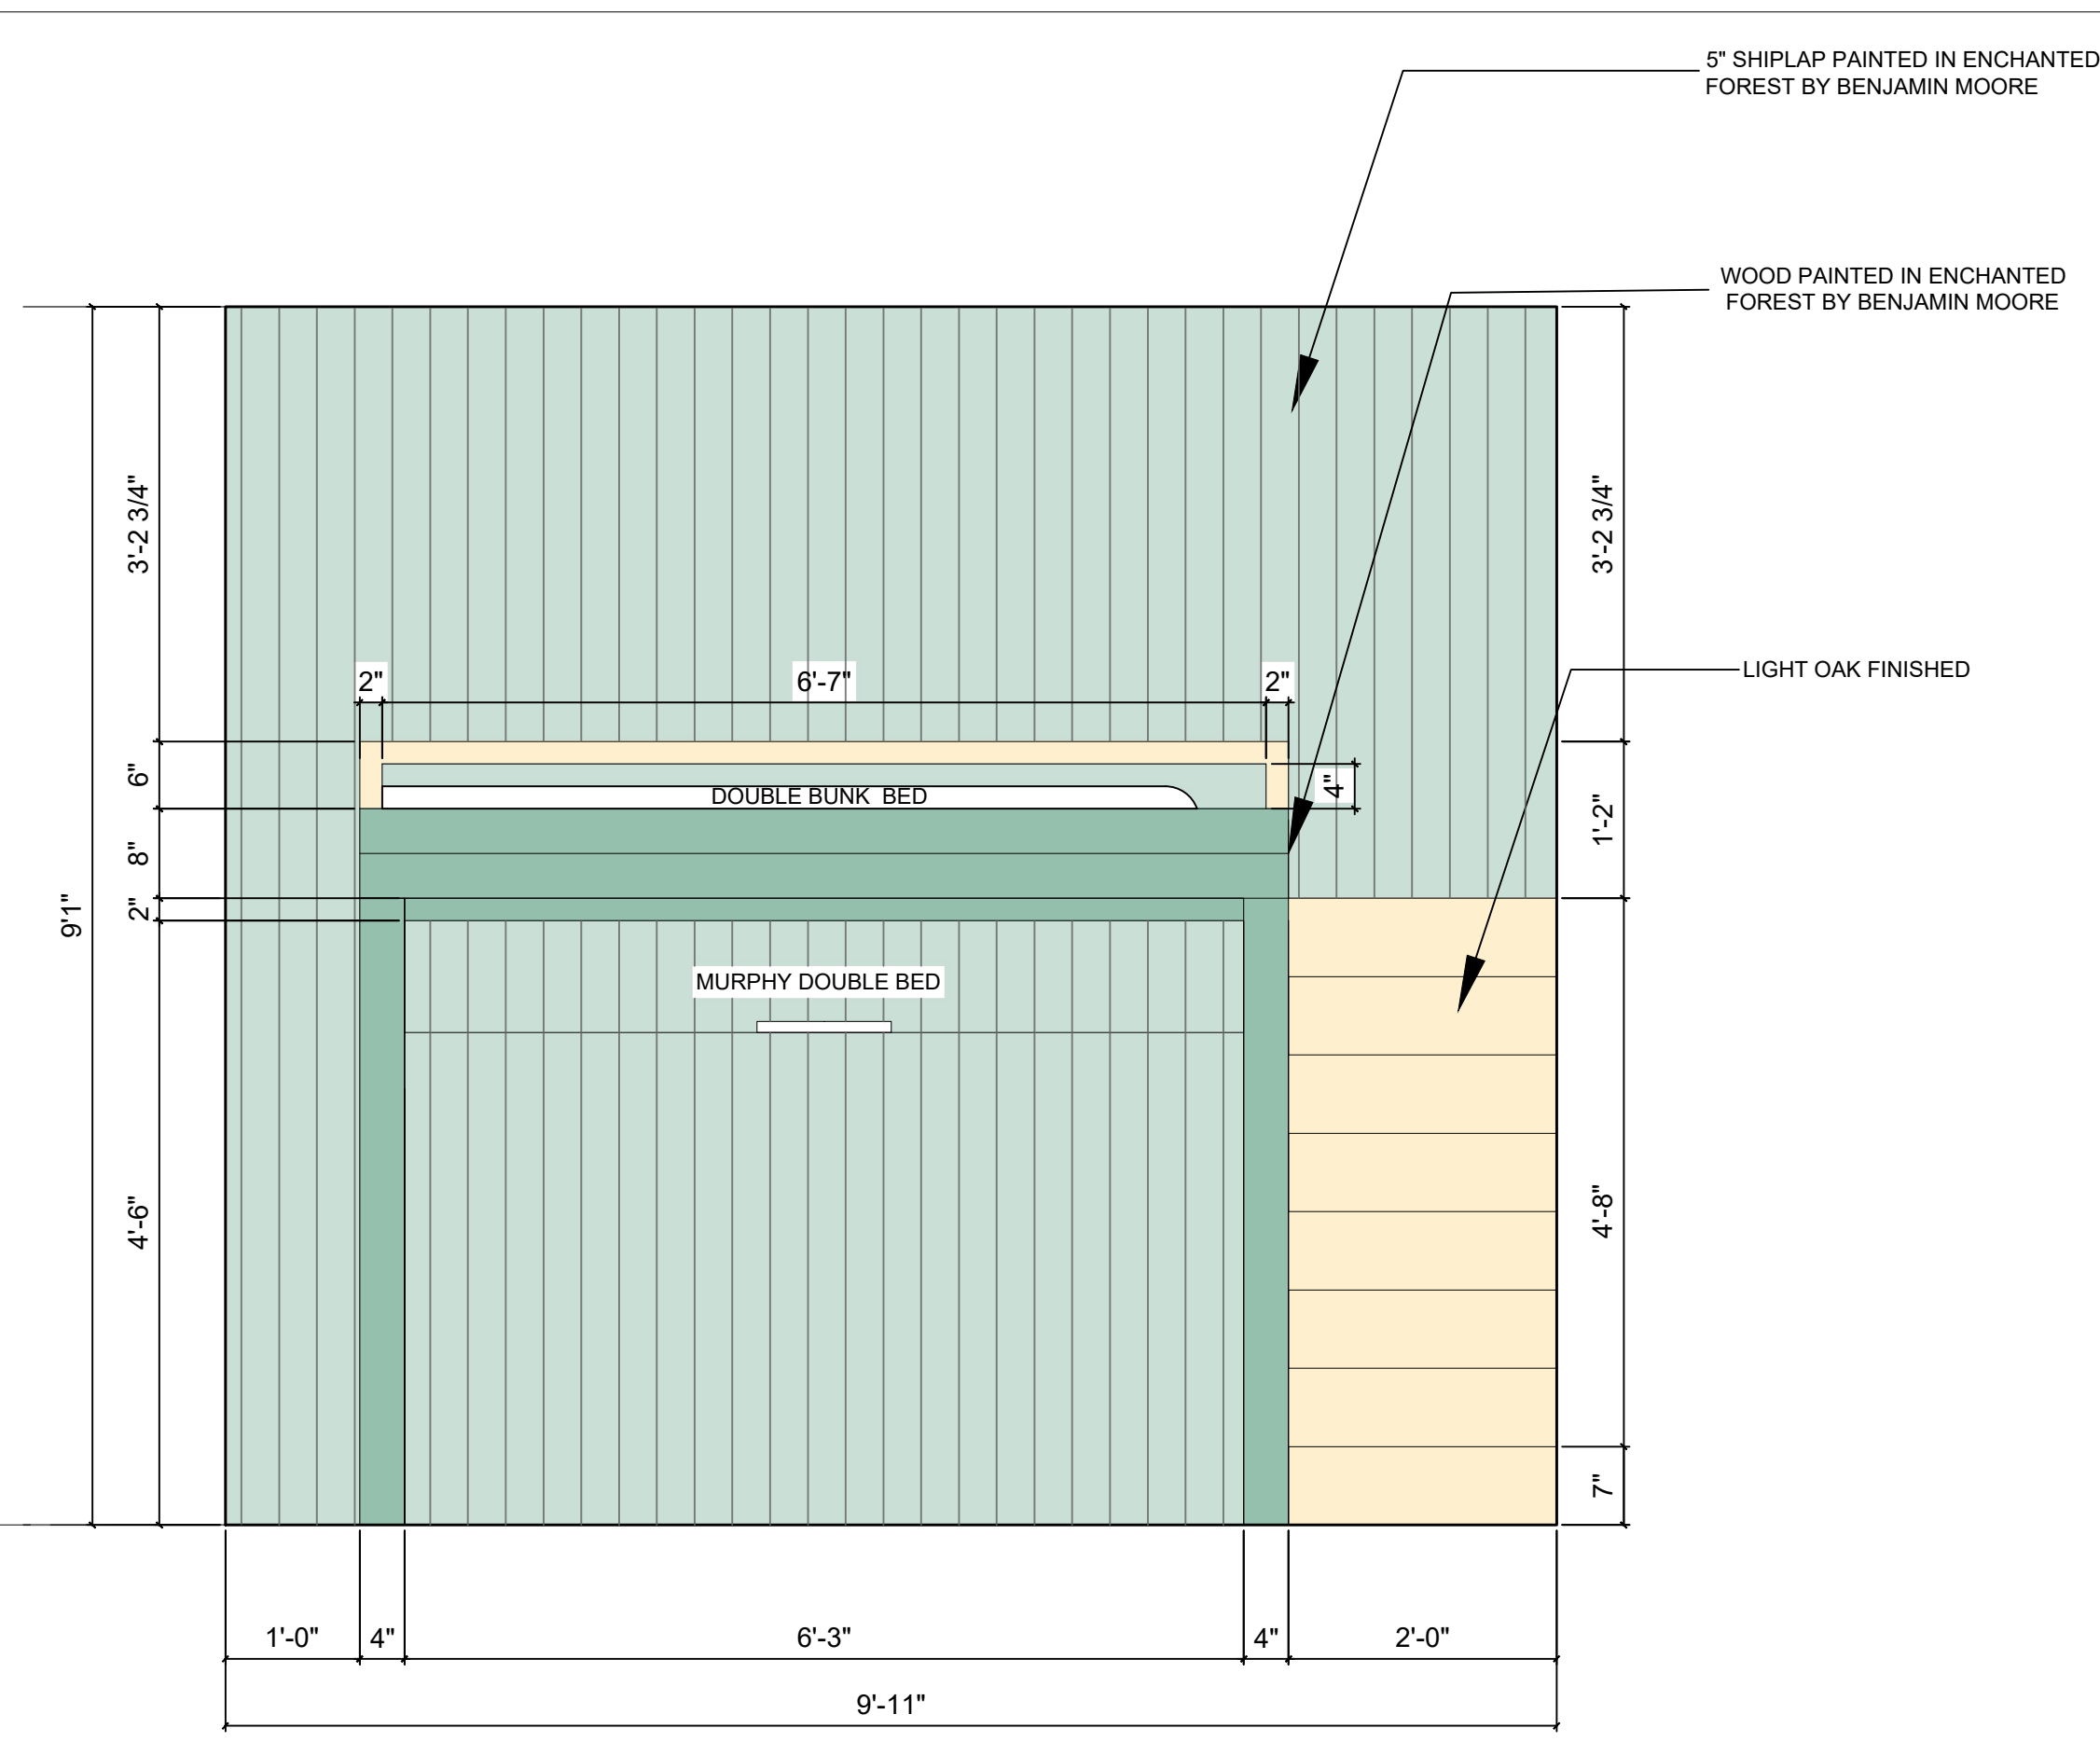 5" SHIPLAP PAINTED IN ENCHANTED
FOREST BY BENJAMIN MOORE
WOOD PAINTED IN ENCHANTED
FOREST BY BENJAMIN MOORE
LIGHT OAK FINISHED
3'-2 3/4"
3'-2 3/4"
2"
6'-7"
2"
6"
4"
DOUBLE BUNK BED
1'-2"
8"
2"
9'1"
MURPHY DOUBLE BED
4'-6"
4'-8"
7"
1'-0"
4"
6'-3"
4"
2'-0"
9'-11"